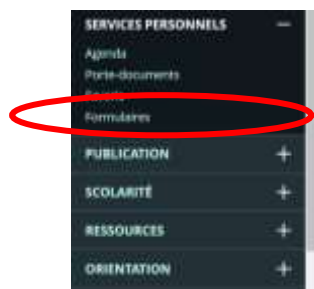 SERVICES PERSONNELS
Agenda
Porte-documents
Formulaires
PUBLICATION
SCOLARITÉ
RESSOURCES
ORIENTATION